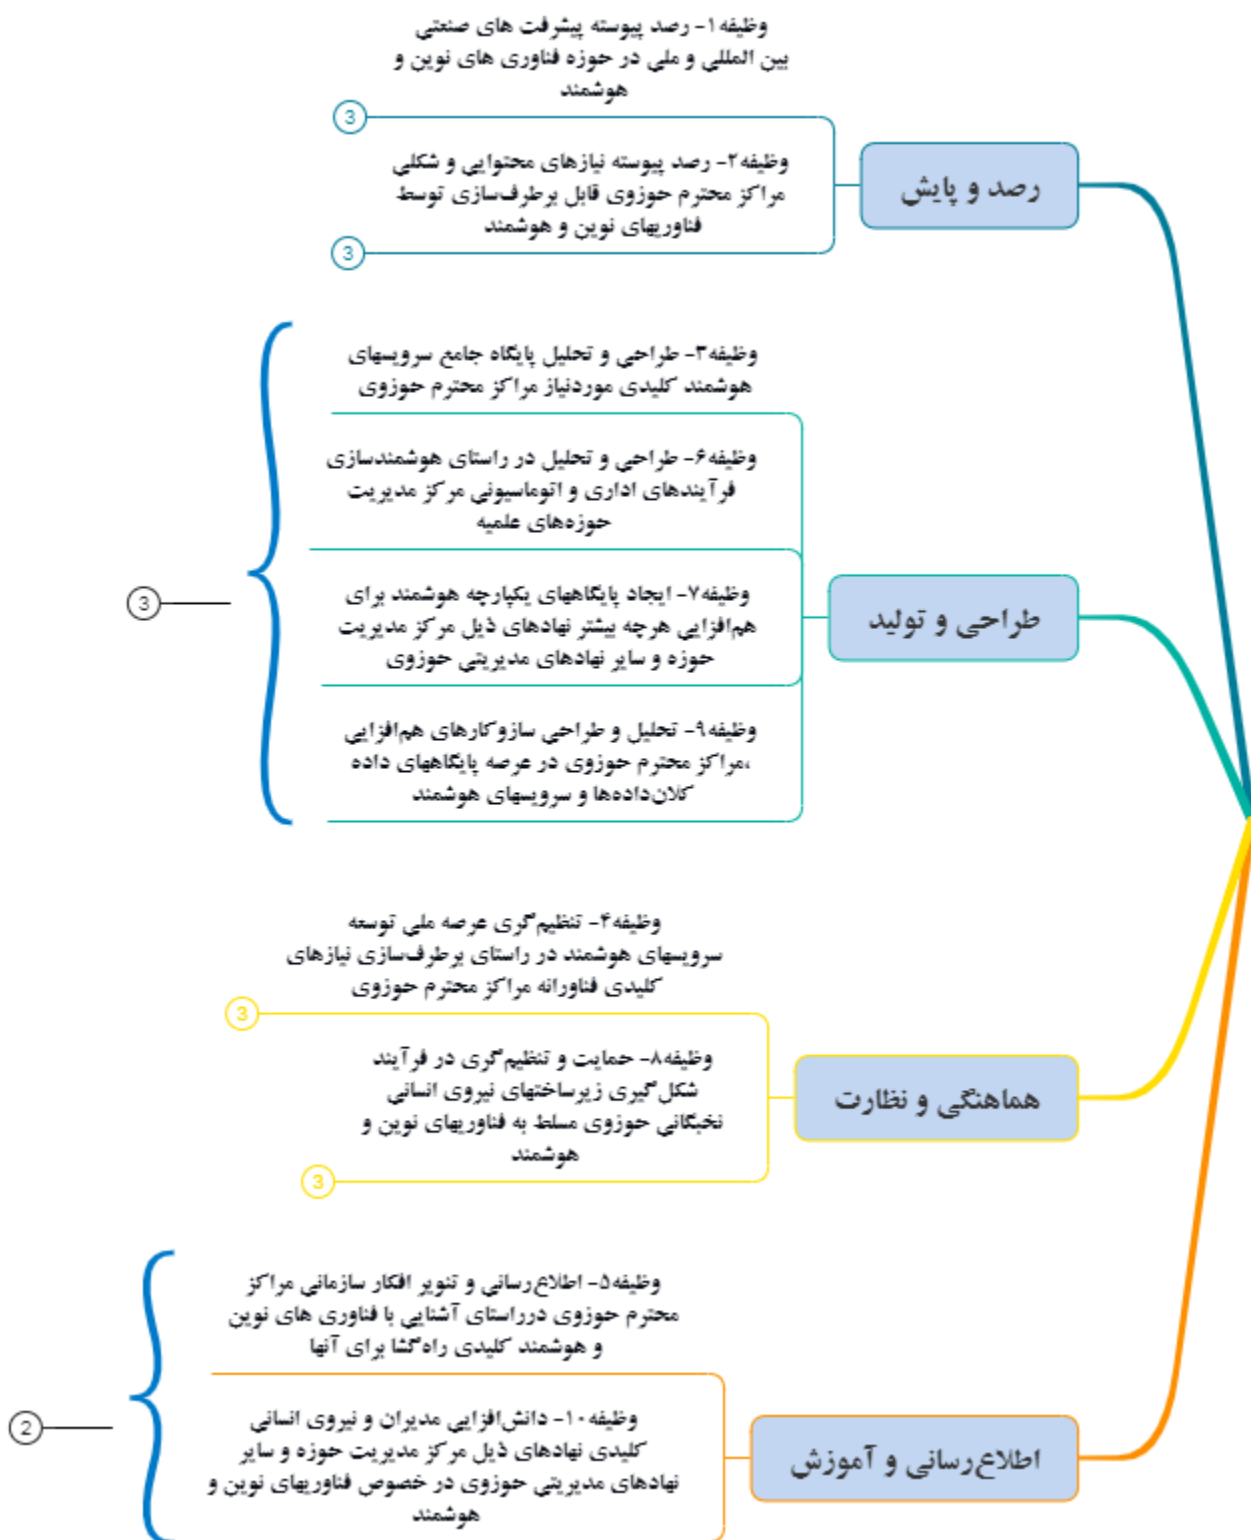 وظیفه۱- رصد پیوسته پیشرفت های صنعتی
بین المللی و ملی در حوزه فناوری های نوین و
هوشمند
3
رصد و پایش
وظیفه۲- رصد پیوسته نیازهای محتوایی و شکلی
مراکز محترم حوزوی قابل برطرف‌سازی توسط
فناوریهای نوین و هوشمند
3
وظیفه۳- طراحی و تحلیل پایگاه جامع سرویسهای
هوشمند کلیدی موردنیاز مراکز محترم حوزوی
وظیفه۶- طراحی و تحلیل در راستای هوشمندسازی
فرآیندهای اداری و اتوماسیونی مرکز مدیریت
حوزه‌های علمیه
طراحی و تولید
وظیفه۷- ایجاد پایگاههای یکپارچه هوشمند برای
هم‌افزایی هرچه بیشتر نهادهای ذیل مرکز مدیریت
حوزه و سایر نهادهای مدیریتی حوزوی
3
وظیفه۹- تحلیل و طراحی سازوکارهای هم‌افزایی
،مراکز محترم حوزوی در عرصه پایگاههای داده
کلان‌داده‌ها و سرویسهای هوشمند
وظیفه۴- تنظیم‌گری عرصه ملی توسعه
سرویسهای هوشمند در راستای برطرف‌سازی نیازهای
کلیدی فناورانه مراکز محترم حوزوی
3
هماهنگی و نظارت
وظیفه۸- حمایت و تنظیم‌گری در فرآیند
شکل‌گیری زیرساختهای نیروی انسانی
نخبگانی حوزوی مسلط به فناوریهای نوین و
هوشمند
3
وظیفه۵- اطلاع‌رسانی و تنویر افکار سازمانی مراکز
محترم حوزوی درراستای آشنایی با فناوری های نوین
و هوشمند کلیدی راه‌گشا برای آنها
اطلاع‌رسانی و آموزش
وظیفه۱۰- دانش‌افزایی مدیران و نیروی انسانی
کلیدی نهادهای ذیل مرکز مدیریت حوزه و سایر
نهادهای مدیریتی حوزوی در خصوص فناوریهای نوین و
هوشمند
2